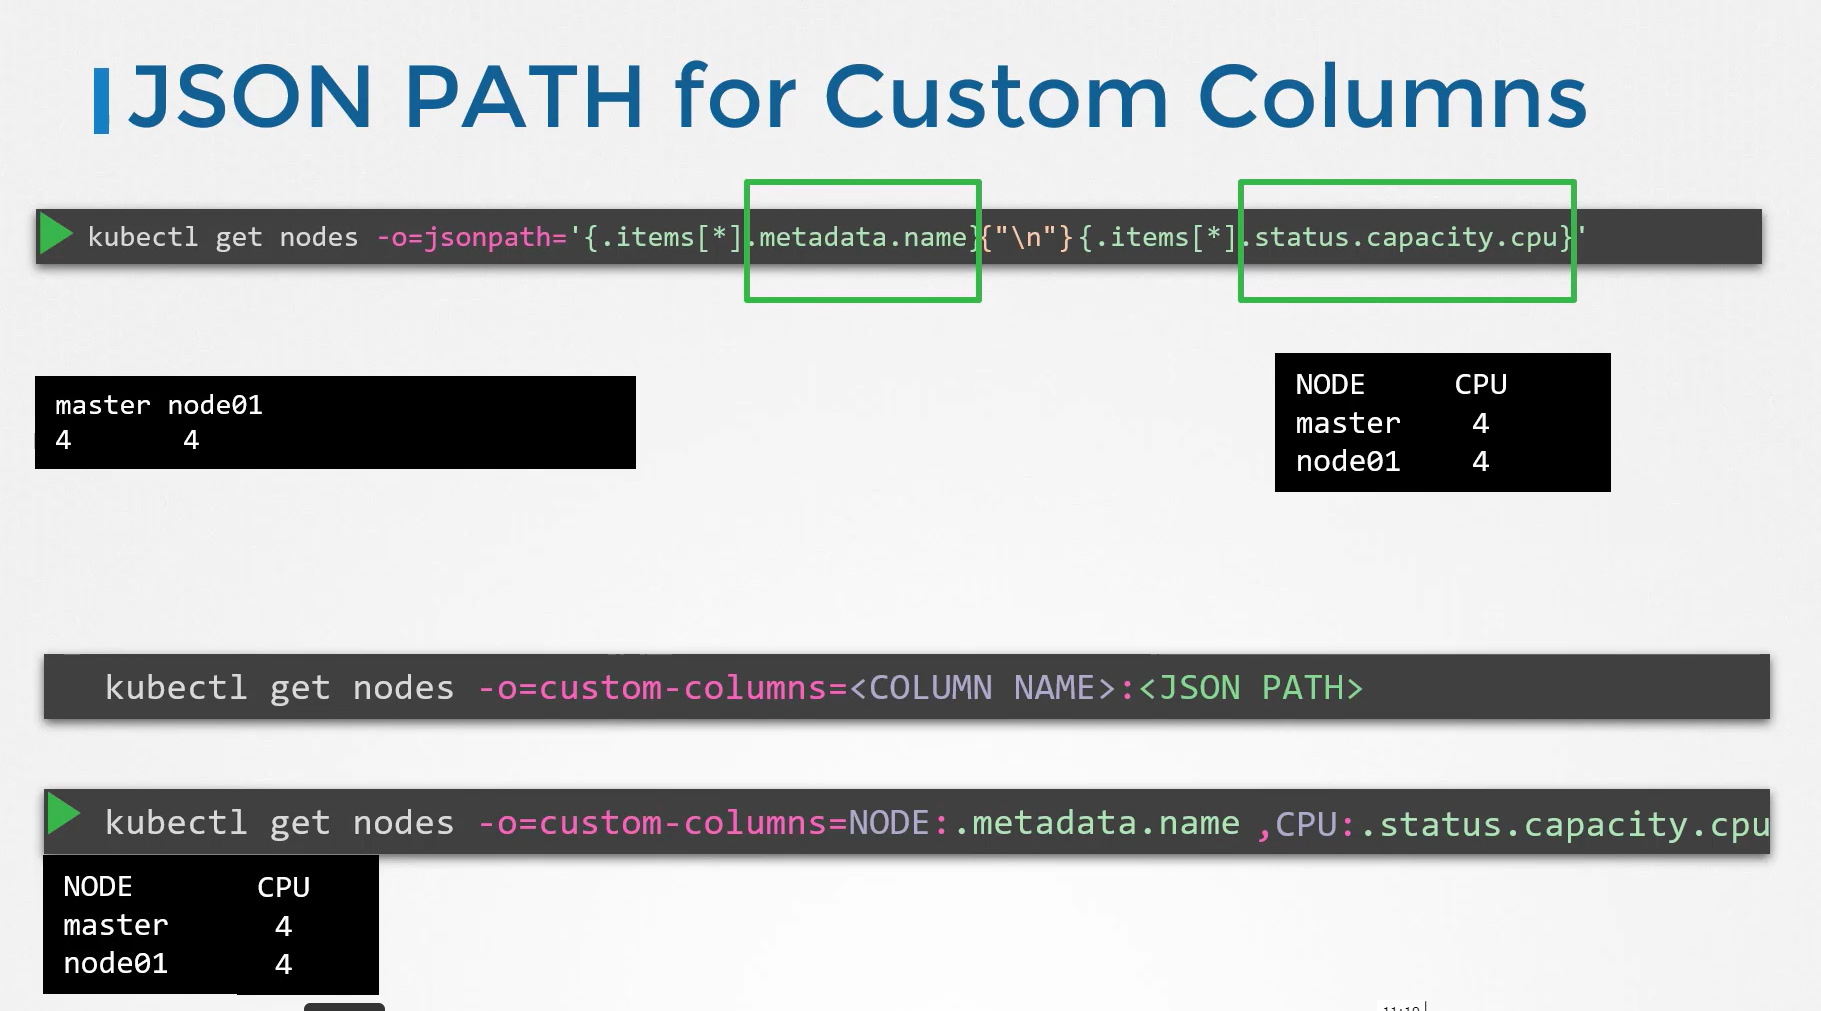 JSON PATH for Custom Columns
kubectl get nodes -o=jsonpath='{.items[*].metadata.name}{"\n"}{.items[*].status.capacity.cpu}'
master node01
4 4
NODE CPU
master 4
node01 4
kubectl get nodes -o=custom-columns=<COLUMN NAME>:<JSON PATH>
kubectl get nodes -o=custom-columns=NODE:.metadata.name ,CPU:.status.capacity.cpu
NODE CPU
master 4
node01 4